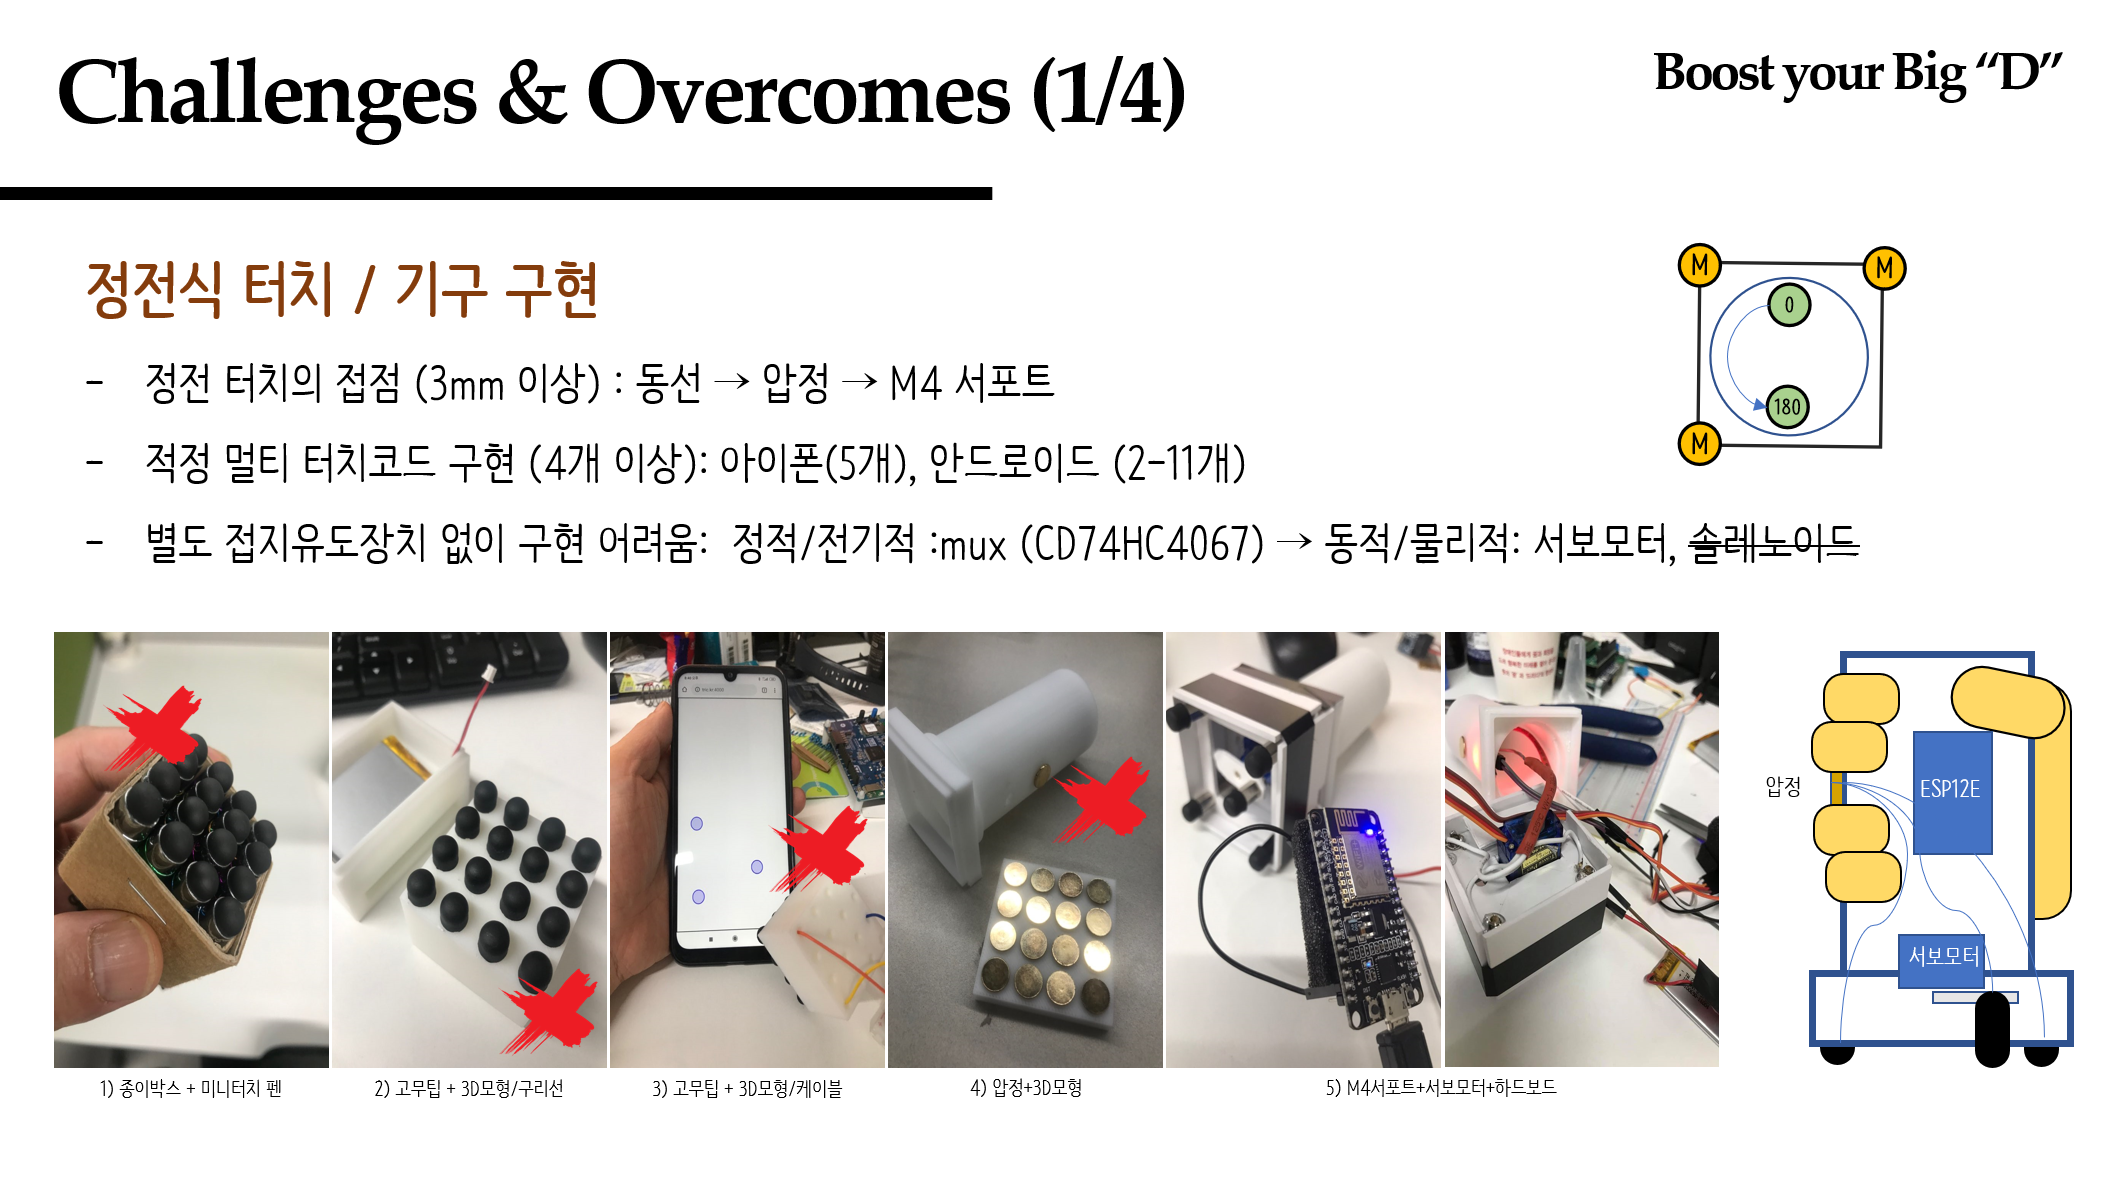 Challenges & Overcomes (1/4)
Boost your Big “D”
정전식 터치 / 기구 구현
- 정전 터치의 접점 (3mm 이상) : 동선 → 압정 → M4 서포트
- 적정 멀티 터치코드 구현 (4개 이상): 아이폰(5개), 안드로이드 (2-11개)
- 별도 접지유도장치 없이 구현 어려움: 정적/전기적 :mux (CD74HC4067) → 동적/물리적: 서보모터, 솔레노이드
M
M
0
180
M
압정
ESP12E
서보모터
1) 종이박스 + 미니터치 펜
2) 고무팁 + 3D모형/구리선
3) 고무팁 + 3D모형/케이블
4) 압정+3D모형
5) M4서포트+서보모터+하드보드